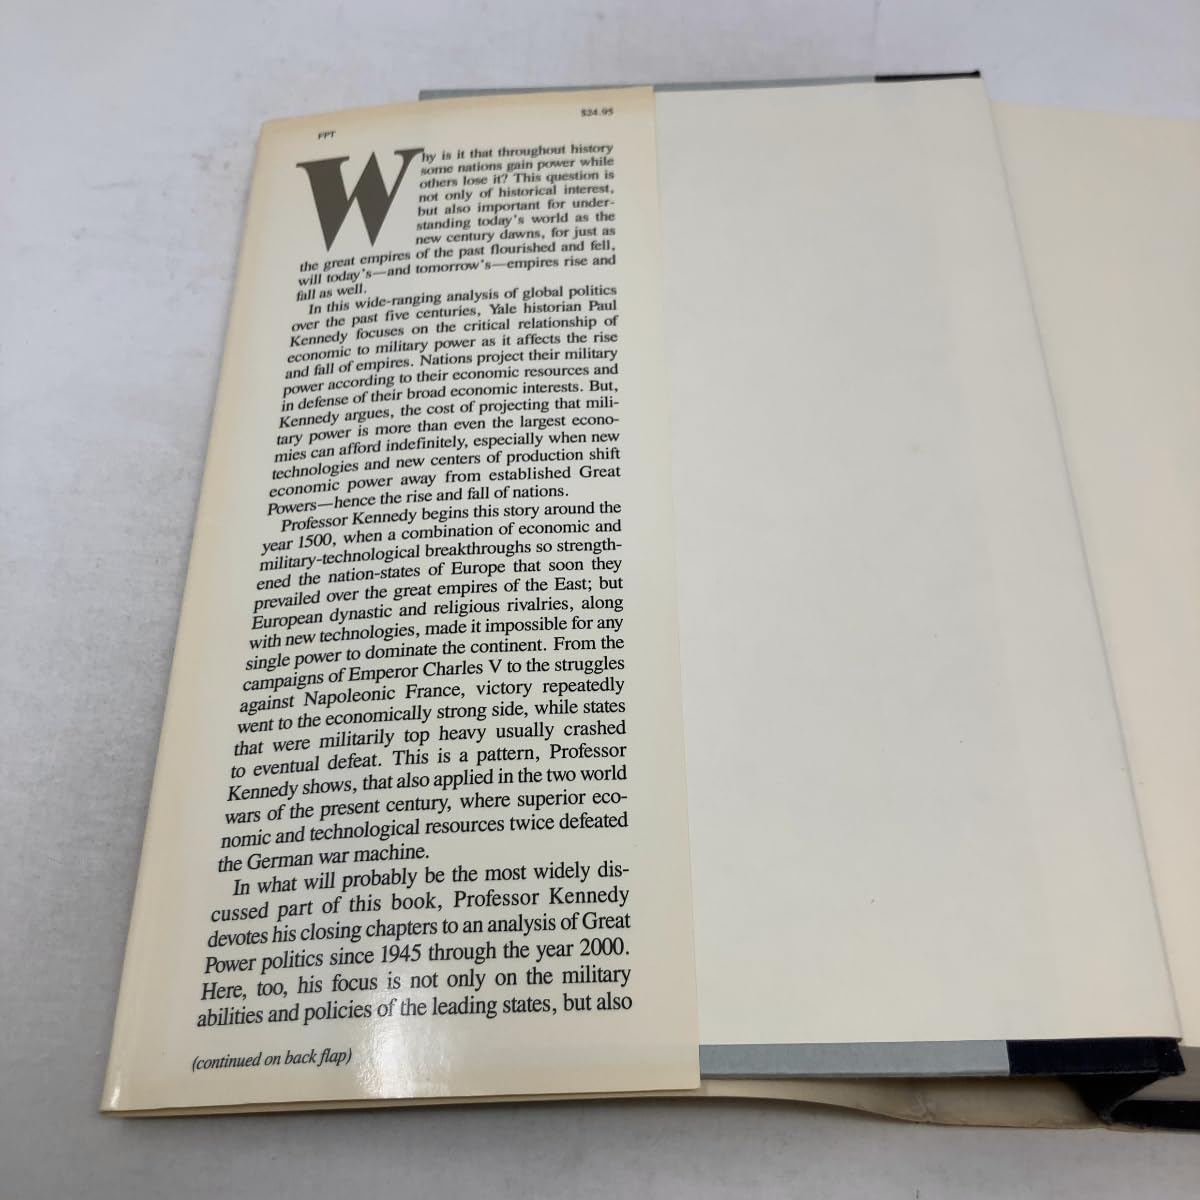 FPT
$24.95
Why is it that throughout history
some nations gain power while
others lose it? This question is
not only of historical interest,
but also important for under-
standing today's world as the
new century dawns, for just as
the great empires of the past flourished and fell,
will today's—and tomorrow's—empires rise and
fall as well.
In this wide-ranging analysis of global politics
over the past five centuries, Yale historian Paul
Kennedy focuses on the critical relationship of
economic to military power as it affects the rise
and fall of empires. Nations project their military
power according to their economic resources and
in defense of their broad economic interests. But,
Kennedy argues, the cost of projecting that mili-
tary power is more than even the largest econo-
mies can afford indefinitely, especially when new
technologies and new centers of production shift
economic power away from established Great
Powers—hence the rise and fall of nations.
Professor Kennedy begins this story around the
year 1500, when a combination of economic and
military-technological breakthroughs so strength-
ened the nation-states of Europe that soon they
prevailed over the great empires of the East; but
European dynastic and religious rivalries, along
with new technologies, made it impossible for any
single power to dominate the continent. From the
campaigns of Emperor Charles V to the struggles
against Napoleonic France, victory repeatedly
went to the economically strong side, while states
that were militarily top heavy usually crashed
to eventual defeat. This is a pattern, Professor
Kennedy shows, that also applied in the two world
wars of the present century, where superior eco-
nomic and technological resources twice defeated
the German war machine.
In what will probably be the most widely dis-
cussed part of this book, Professor Kennedy
devotes his closing chapters to an analysis of Great
Power politics since 1945 through the year 2000.
Here, too, his focus is not only on the military
abilities and policies of the leading states, but also
(continued on back flap)